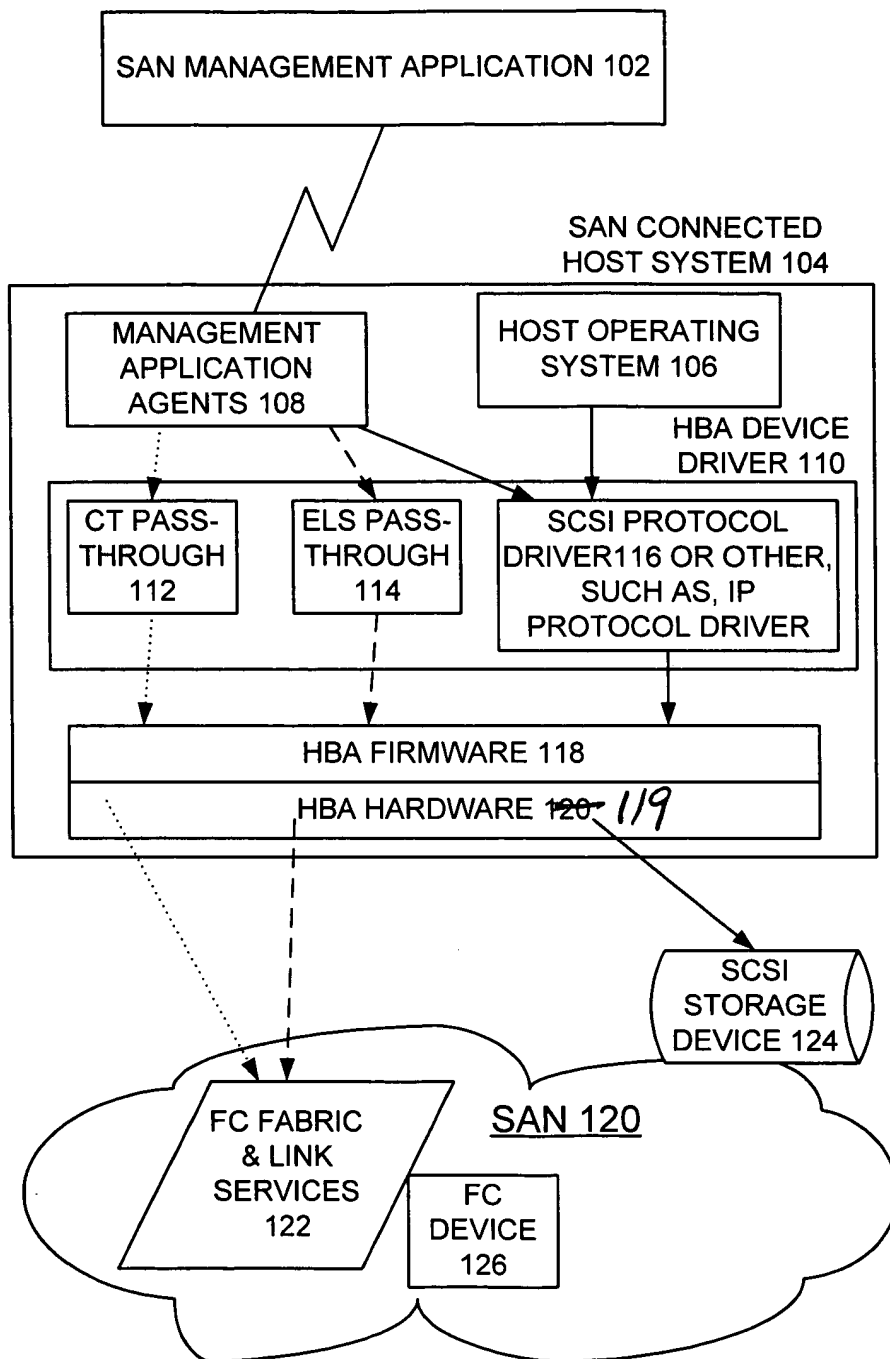 SAN MANAGEMENT APPLICATION 102
SAN CONNECTED
HOST SYSTEM 104
MANAGEMENT
APPLICATION
AGENTS 108
HOST OPERATING
SYSTEM 106
HBA DEVICE
DRIVER 110
CT PASS-
THROUGH
112
ELS PASS-
THROUGH
114
SCSI PROTOCOL
DRIVER116 OR OTHER,
SUCH AS, IP
PROTOCOL DRIVER
HBA FIRMWARE 118
HBA HARDWARE 120 119
SCSI
STORAGE
DEVICE 124
SAN 120
FC FABRIC
& LINK
SERVICES
122
FC
DEVICE
126